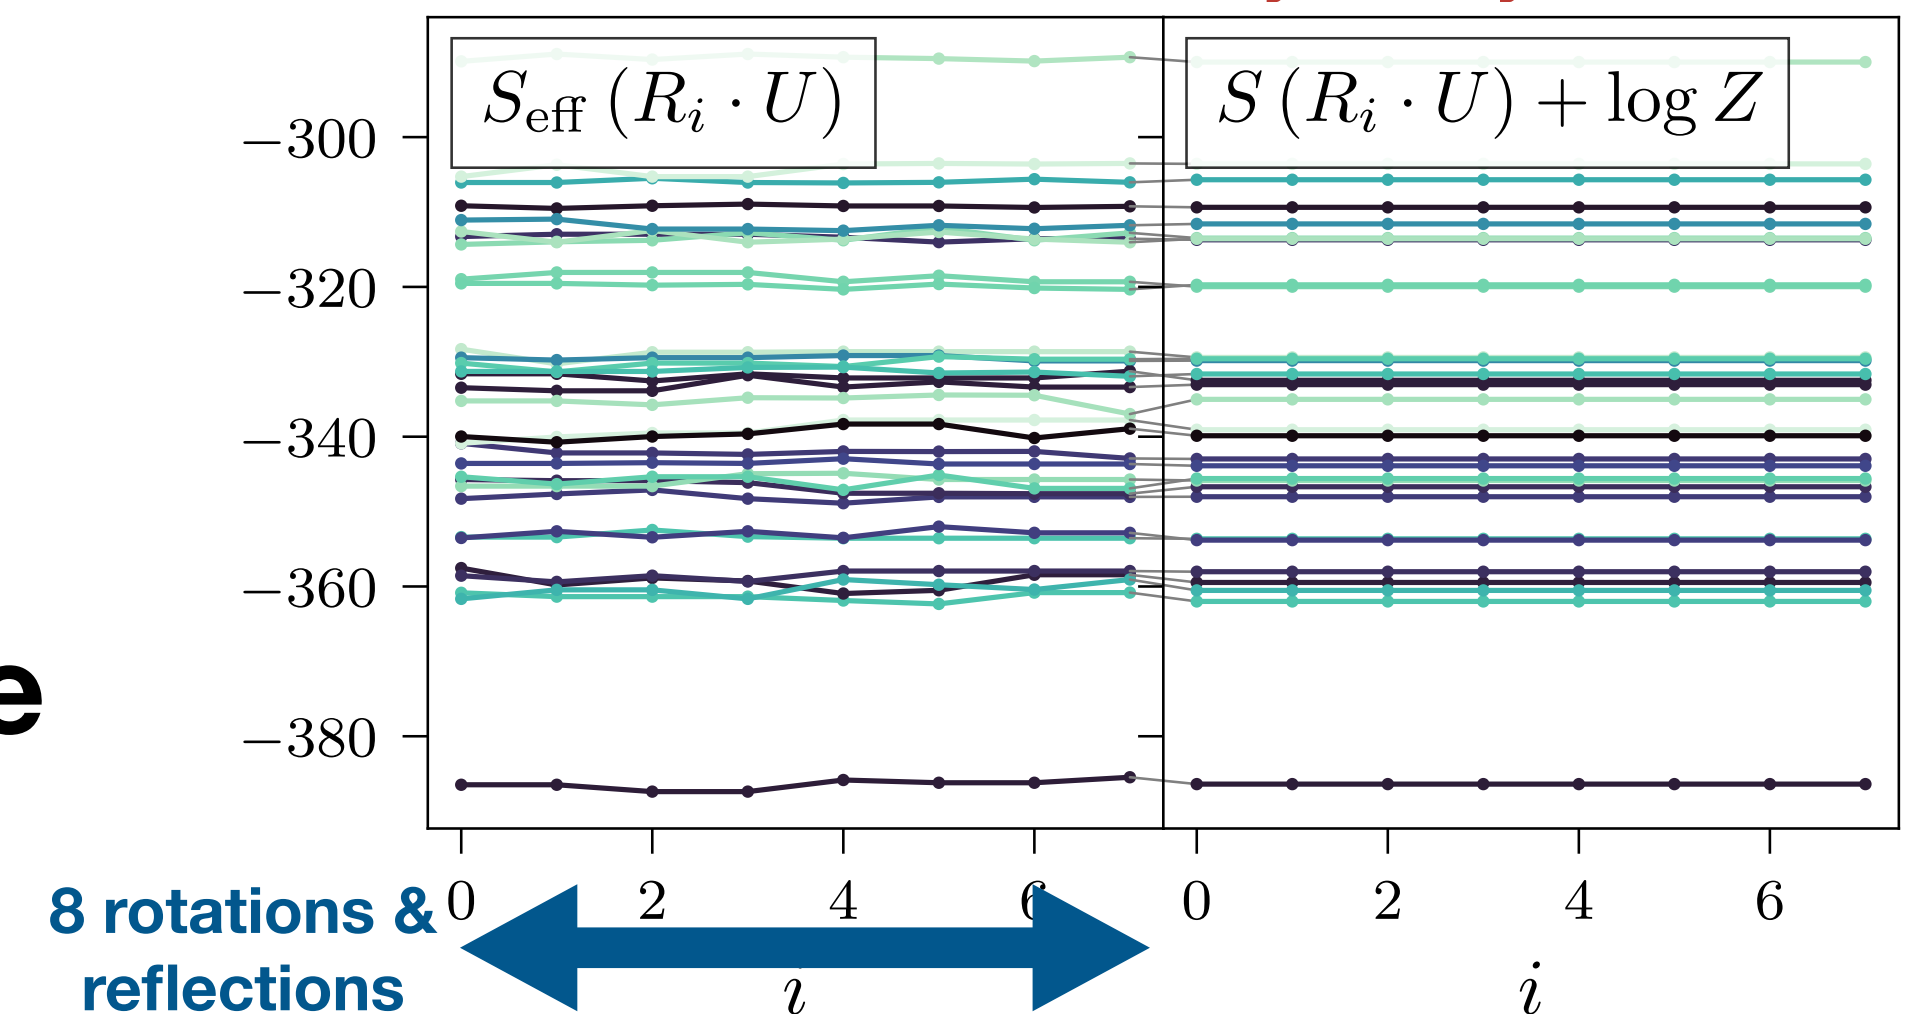 S_eff (R_i · U)
S (R_i · U) + log Z
−300
−320
−340
−360
−380
e
0 2 4 6 0 2 4 6
8 rotations &
reflections
i i